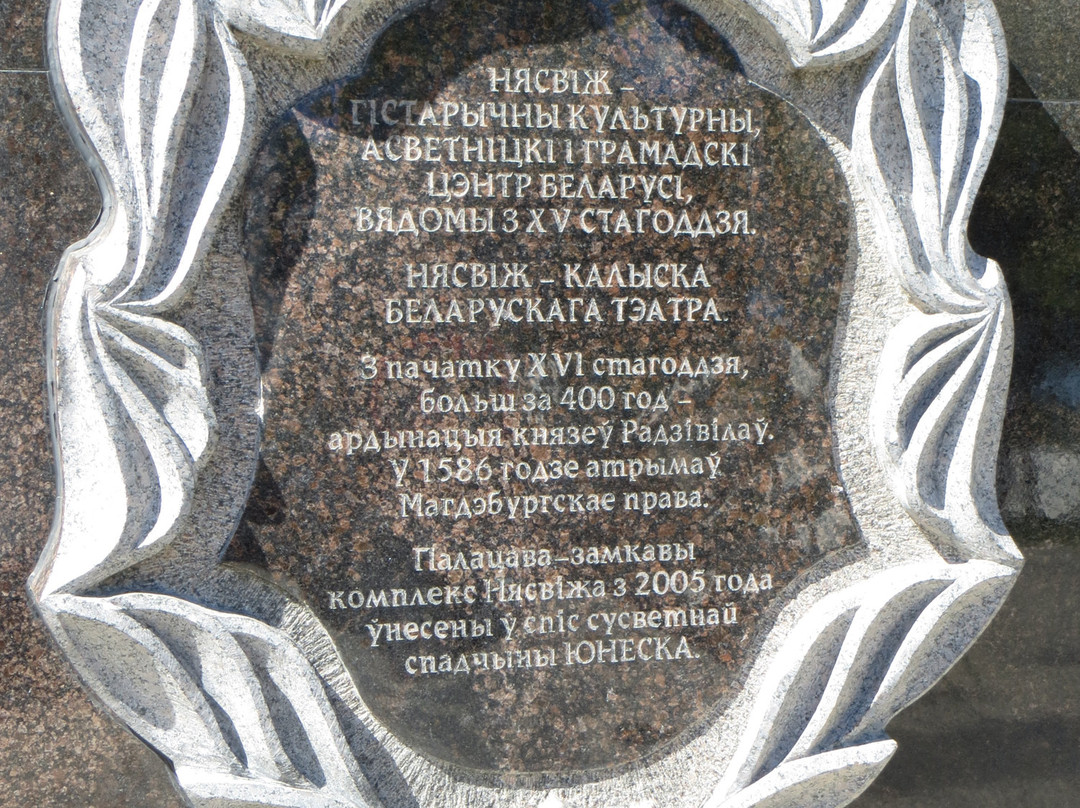 НЯСВІЖ –
ГІСТАРЫЧНЫ КУЛЬТУРНЫ,
АСВЕТНІЦКІ І ГРАМАДСКІ
ЦЭНТР БЕЛАРУСІ,
ВЯДОМЫ З XV СТАГОДДЗЯ.
НЯСВІЖ – КАЛЫСКА
БЕЛАРУСКАГА ТЭАТРА.
З пачатку XVI стагоддзя,
больш за 400 год –
ардынацыя князеў Радзівілаў.
У 1586 годзе атрымаў
Магдэбургскае права.
Палацава–замкавы
комплекс Нясвіжа з 2005 года
ўнесены ў спіс сусветнай
спадчыны ЮНЕСКА.